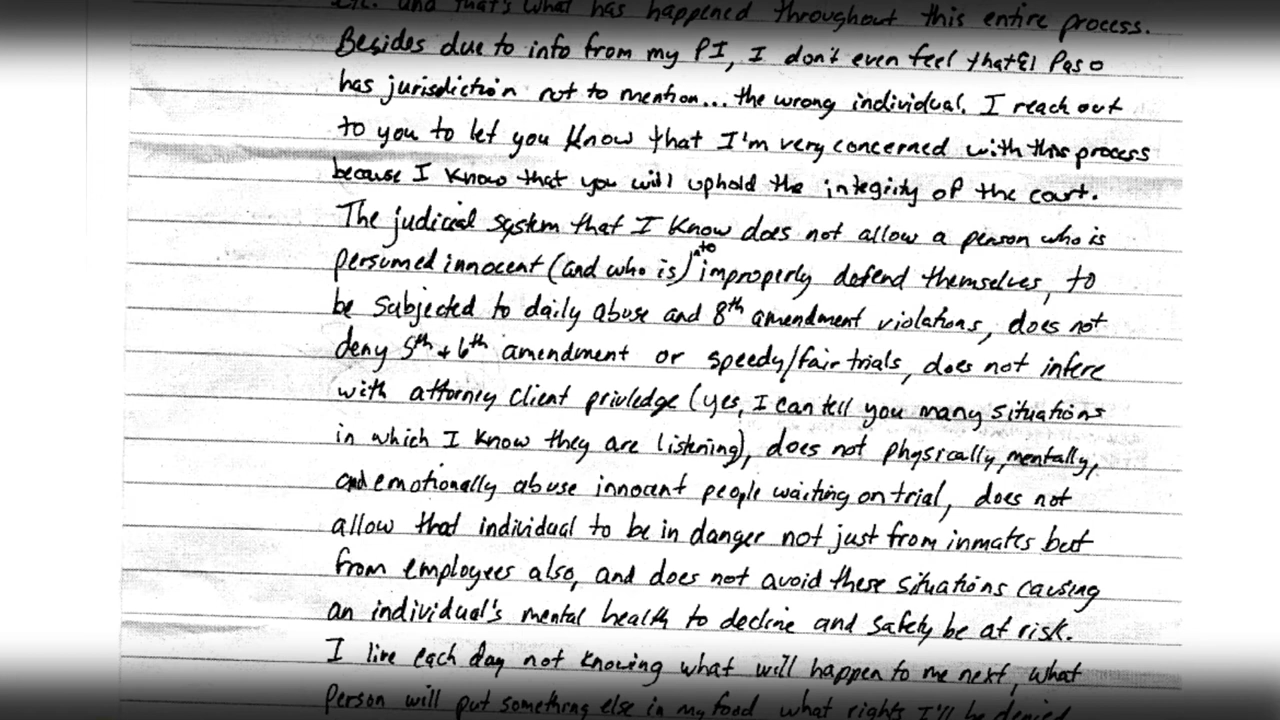 etc. and that's what has happened throughout this entire process.
Besides due to info from my PI, I don't even feel that El Paso
has jurisdiction not to mention... the wrong individual. I reach out
to you to let you know that I'm very concerned with this process
because I know that you will uphold the integrity of the court.
The judicial system that I know does not allow a person who is
persumed innocent (and who is) to improperly defend themselves, to
be subjected to daily abuse and 8th amendment violations, does not
deny 5th + 6th amendment or speedy/fair trials, does not infere
with attorney client priviledge (yes, I can tell you many situations
in which I know they are listening), does not physically, mentally,
and emotionally abuse innocent people waiting on trial, does not
allow that individual to be in danger not just from inmates but
from employees also, and does not avoid these situations causing
an individual's mental health to decline and safety be at risk.
I live each day not knowing what will happen to me next, what
person will put something else in my food what rights I'll be denied